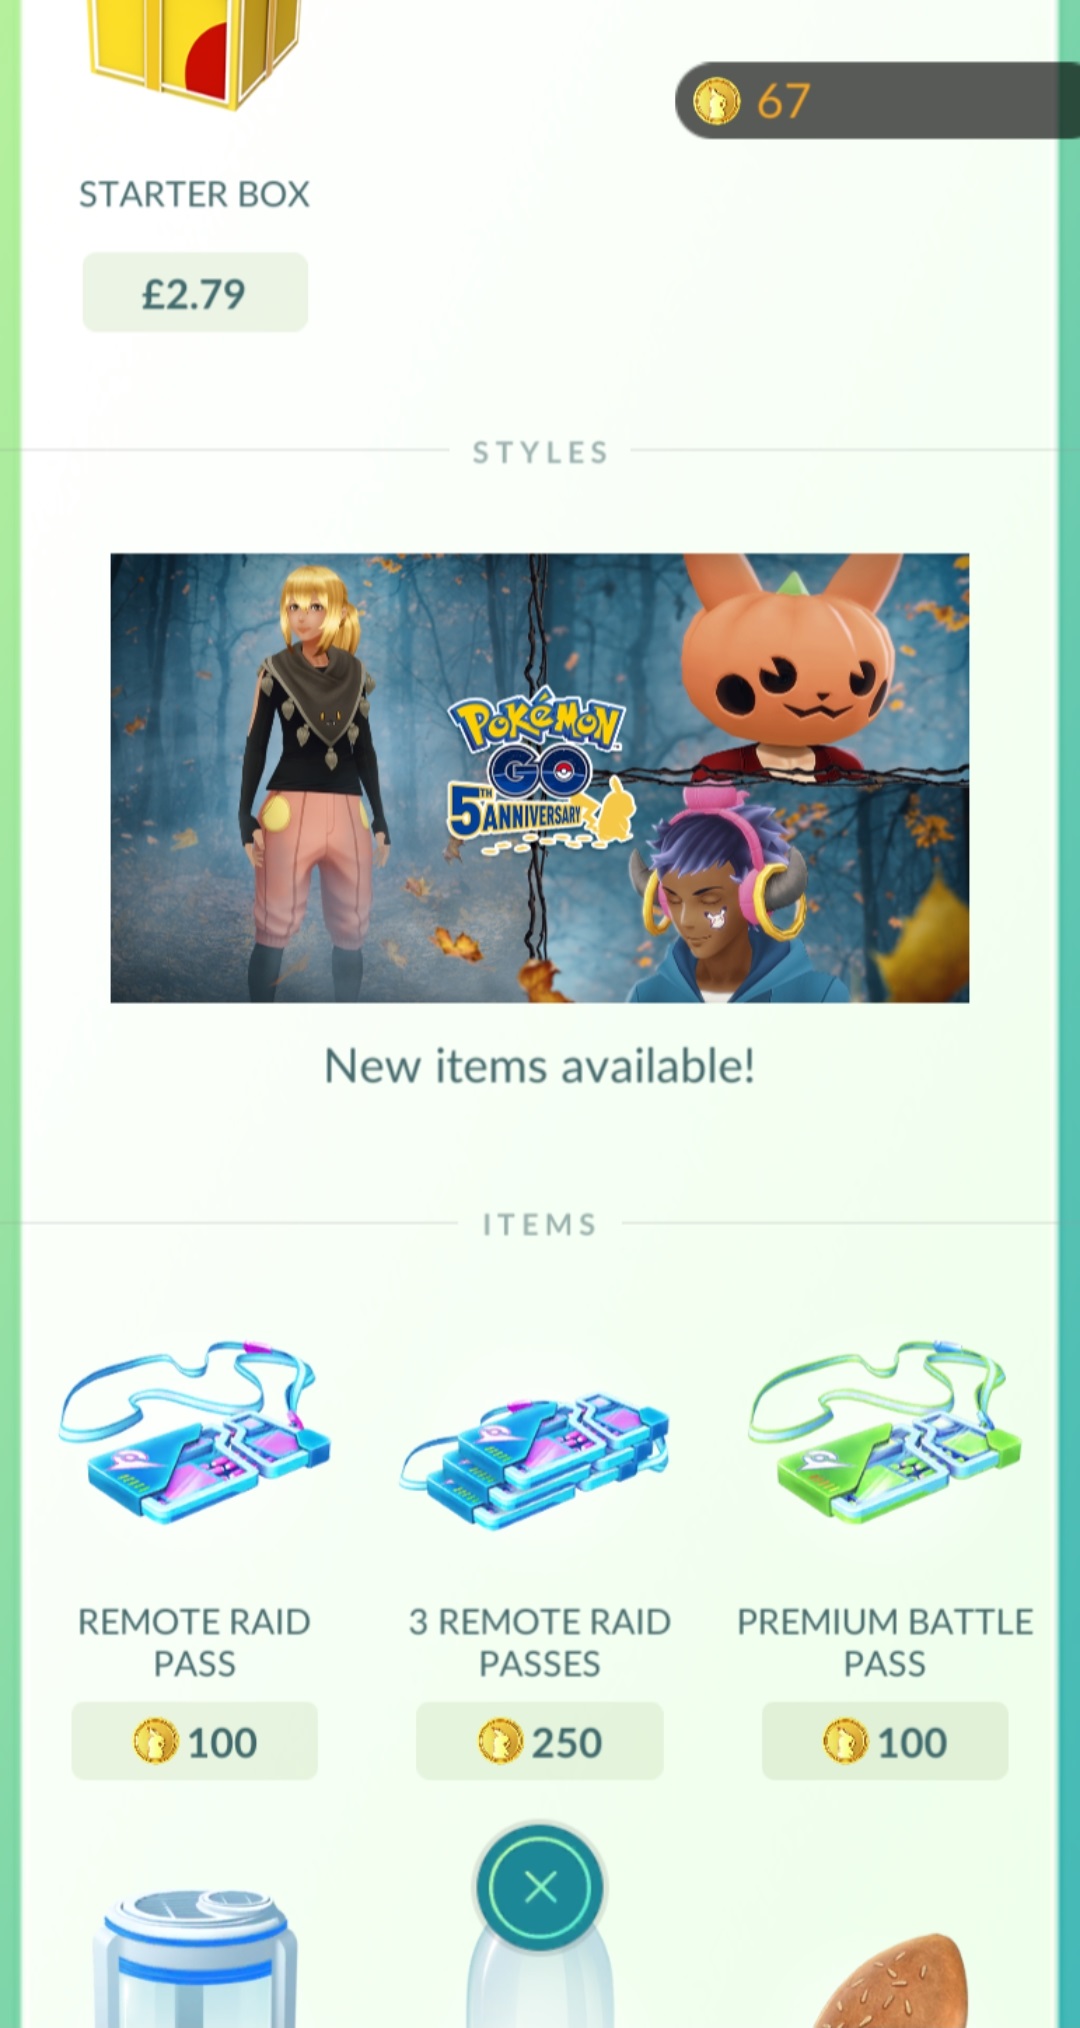 67
STARTER BOX
£2.79
STYLES
POKéMON
GO
5TH
ANNIVERSARY
New items available!
ITEMS
REMOTE RAID
PASS
3 REMOTE RAID
PASSES
PREMIUM BATTLE
PASS
100
250
100